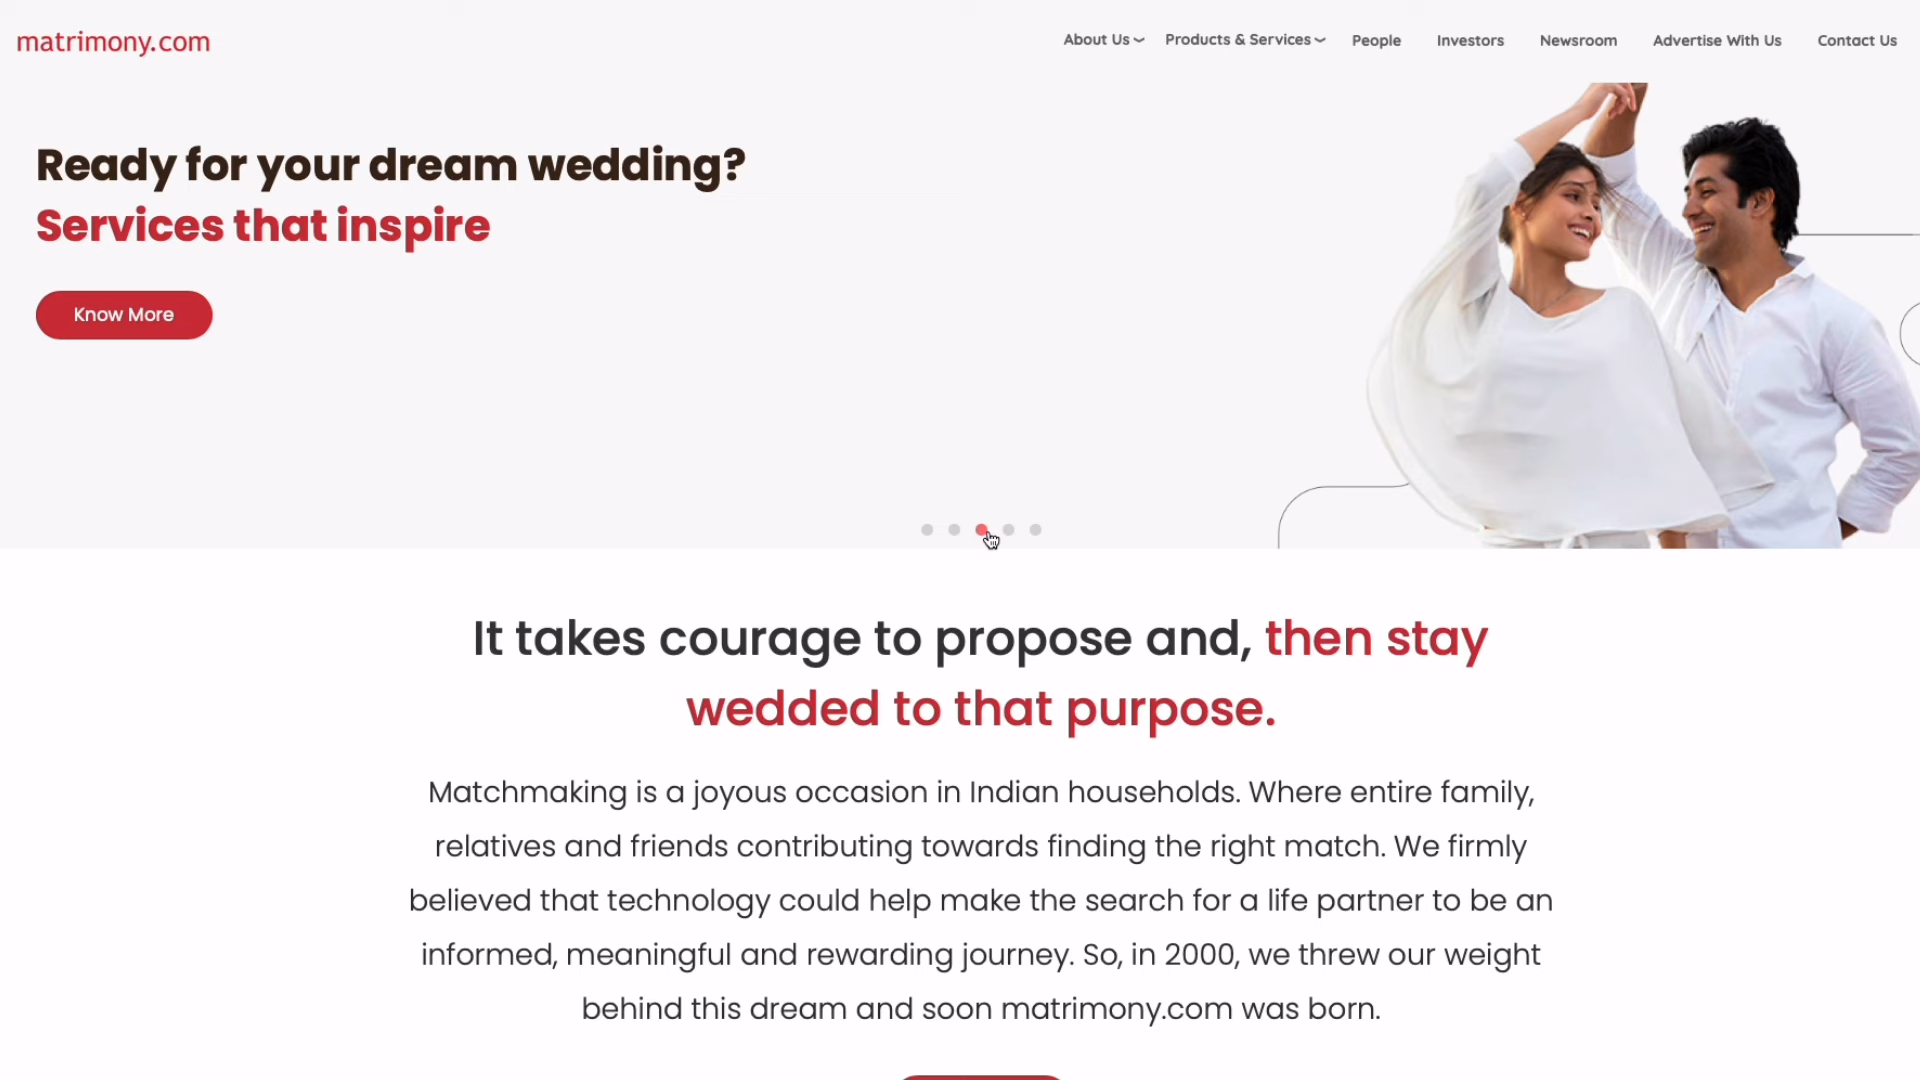 matrimony.com
About Us
Products & Services
People
Investors
Newsroom
Advertise With Us
Contact Us
Ready for your dream wedding?
Services that inspire
Know More
It takes courage to propose and, then stay
wedded to that purpose.
Matchmaking is a joyous occasion in Indian households. Where entire family,
relatives and friends contributing towards finding the right match. We firmly
believed that technology could help make the search for a life partner to be an
informed, meaningful and rewarding journey. So, in 2000, we threw our weight
behind this dream and soon matrimony.com was born.